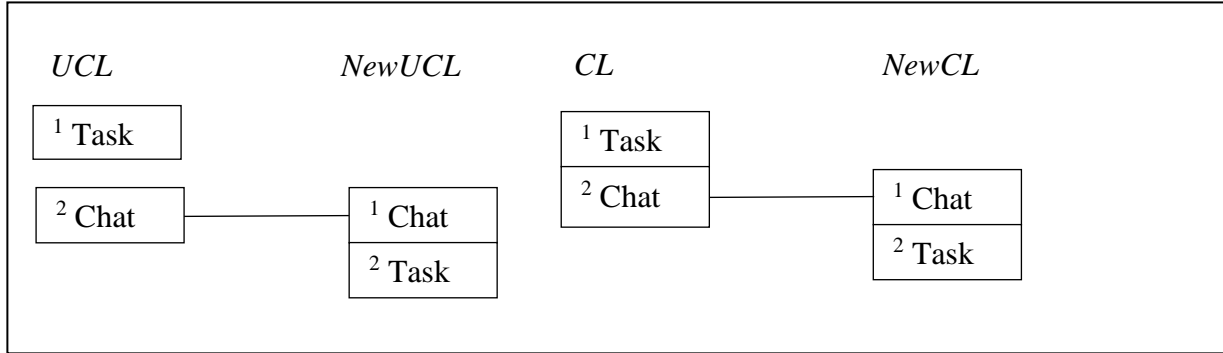 UCL NewUCL CL NewCL
¹ Task ¹ Task
² Chat ¹ Chat ² Chat ¹ Chat
² Task ² Task